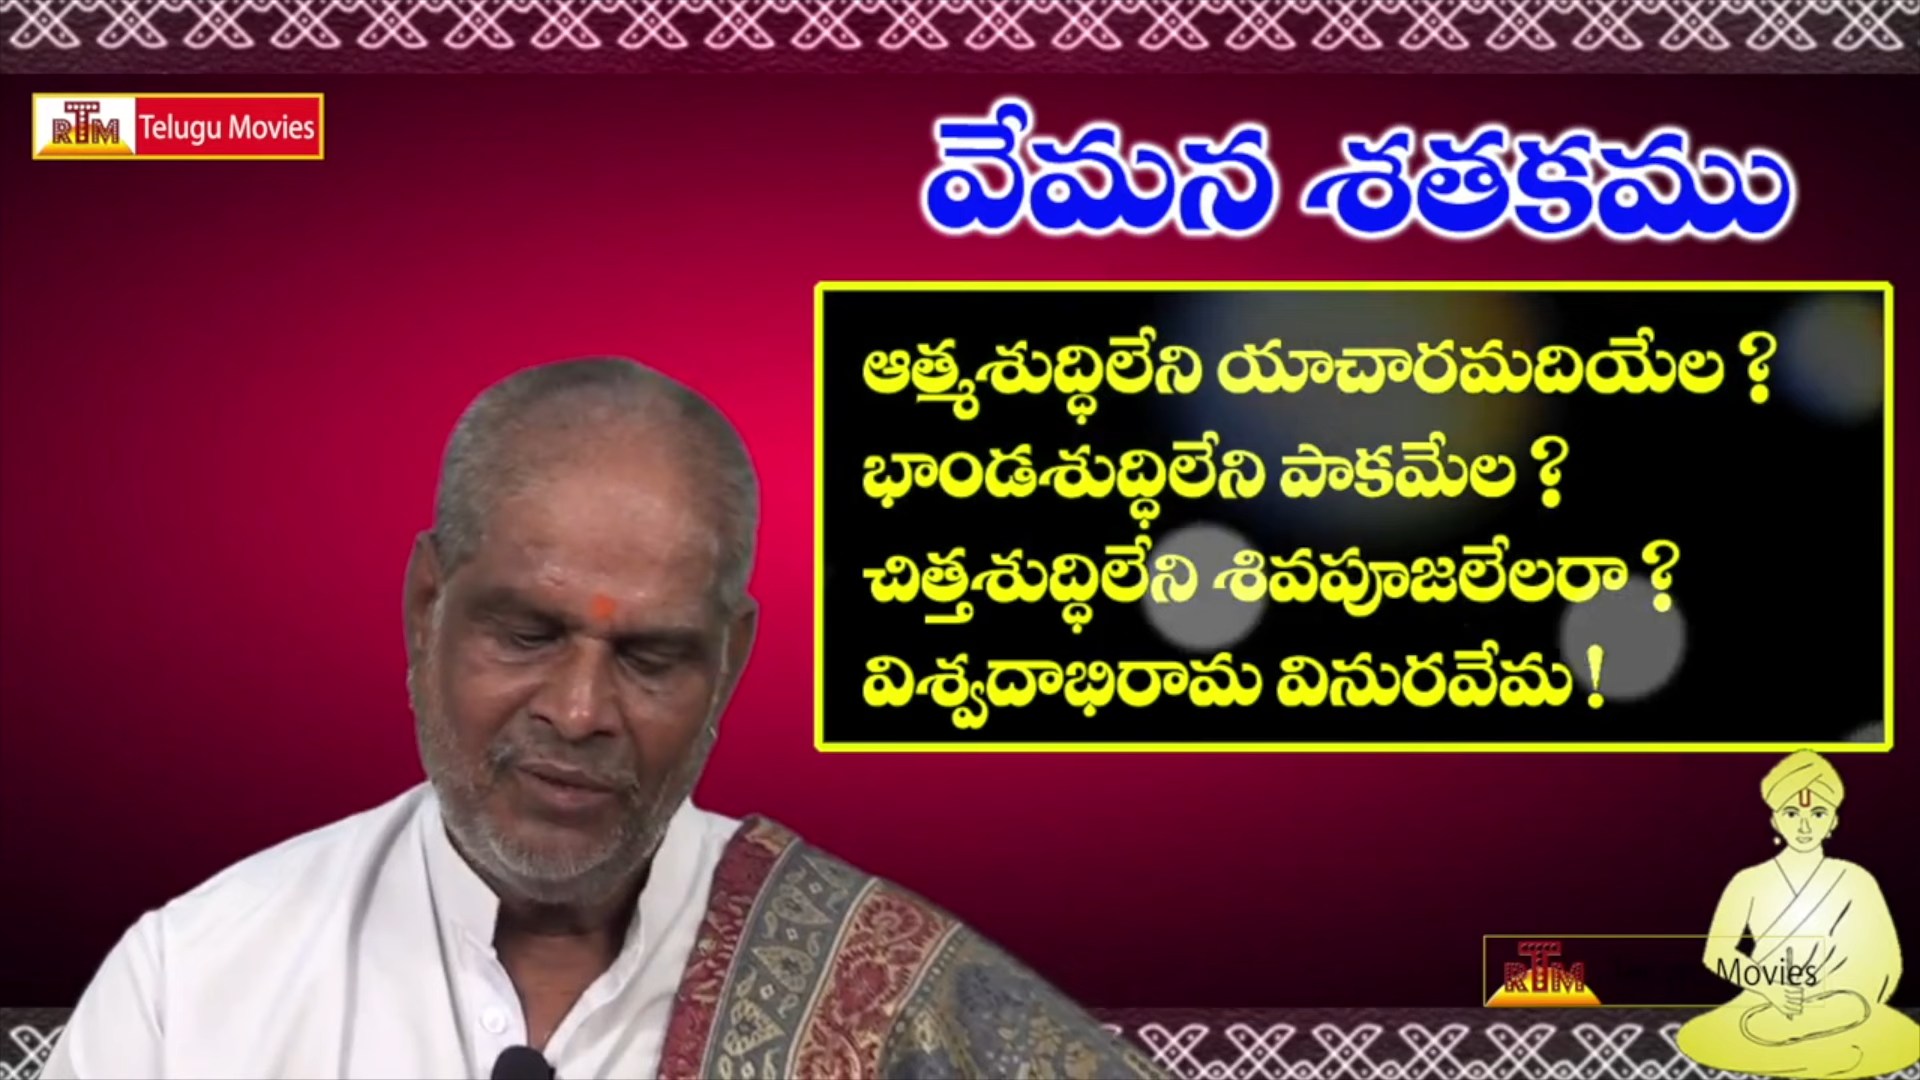 RTM Telugu Movies
వేమన శతకము
ఆత్మశుద్ధిలేని యాచారమదియేల ?
భాండశుద్ధిలేని పాకమేల ?
చిత్తశుద్ధిలేని శివపూజలేలరా ?
విశ్వదాభిరామ వినురవేమ !
RTM Movies